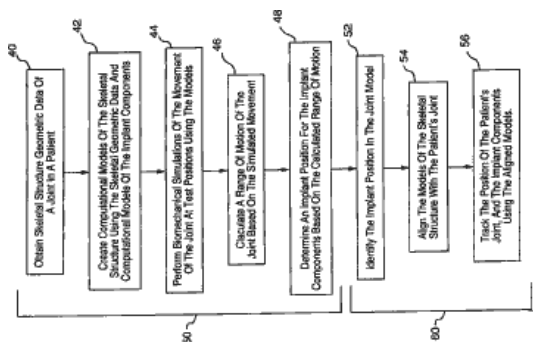 40
Obtain Skeletal Structure Geometric Data Of
A Joint In A Patient
42
Create Computational Models Of The Skeletal
Structure Using The Skeletal Geometric Data And
Computational Models Of The Implant Components
44
Perform Biomechanical Simulations Of The Movement
Of The Joint At Test Positions Using The Models
46
Claculate A Range Of Motion Of The
Joint Based On The Simulated Movement
48
Determine An Implant Position For The Implant
Components Based On The Calculated Range Of Motion
50
52
Identify The Implant Position In The Joint Model
54
Align The Models Of The Skeletal
Structure With The Patient's Joint
56
Track The Position Of The Patient's
Joint, And The Implant Components
Using The Aligned Models.
60